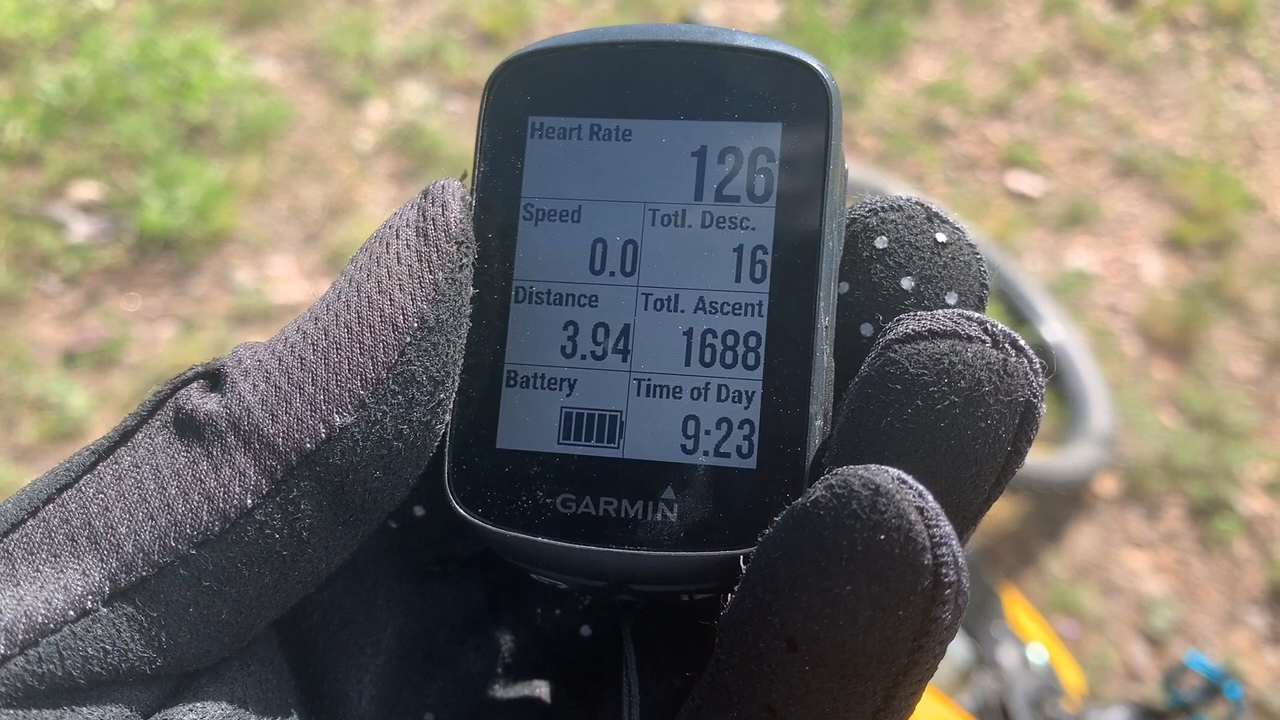 Heart Rate
126
Speed
0.0
Totl. Desc.
16
Distance
3.94
Totl. Ascent
1688
Battery
Time of Day
9:23
GARMIN